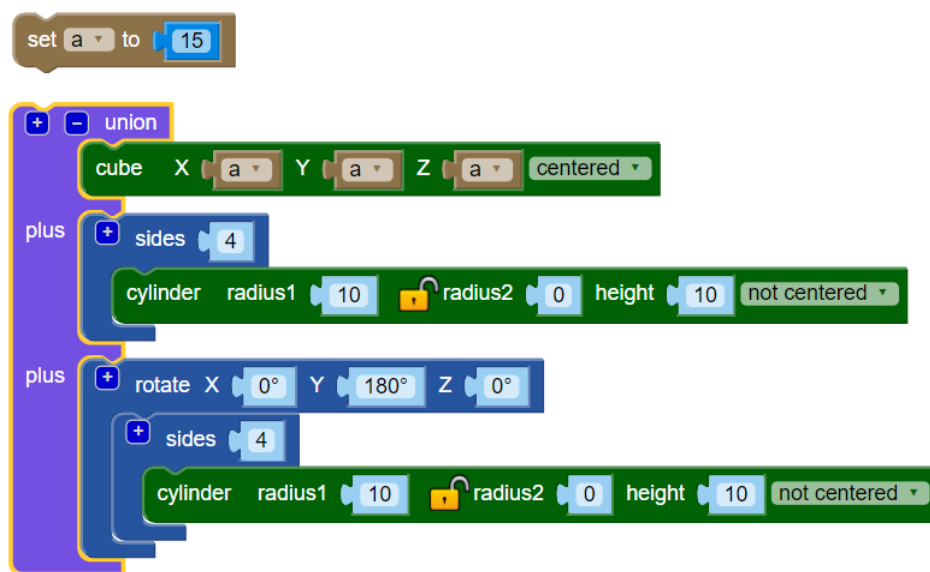 set a to 15
+ − union
cube X a Y a Z a centered
plus + sides 4
cylinder radius1 10 radius2 0 height 10 not centered
plus + rotate X 0° Y 180° Z 0°
+ sides 4
cylinder radius1 10 radius2 0 height 10 not centered